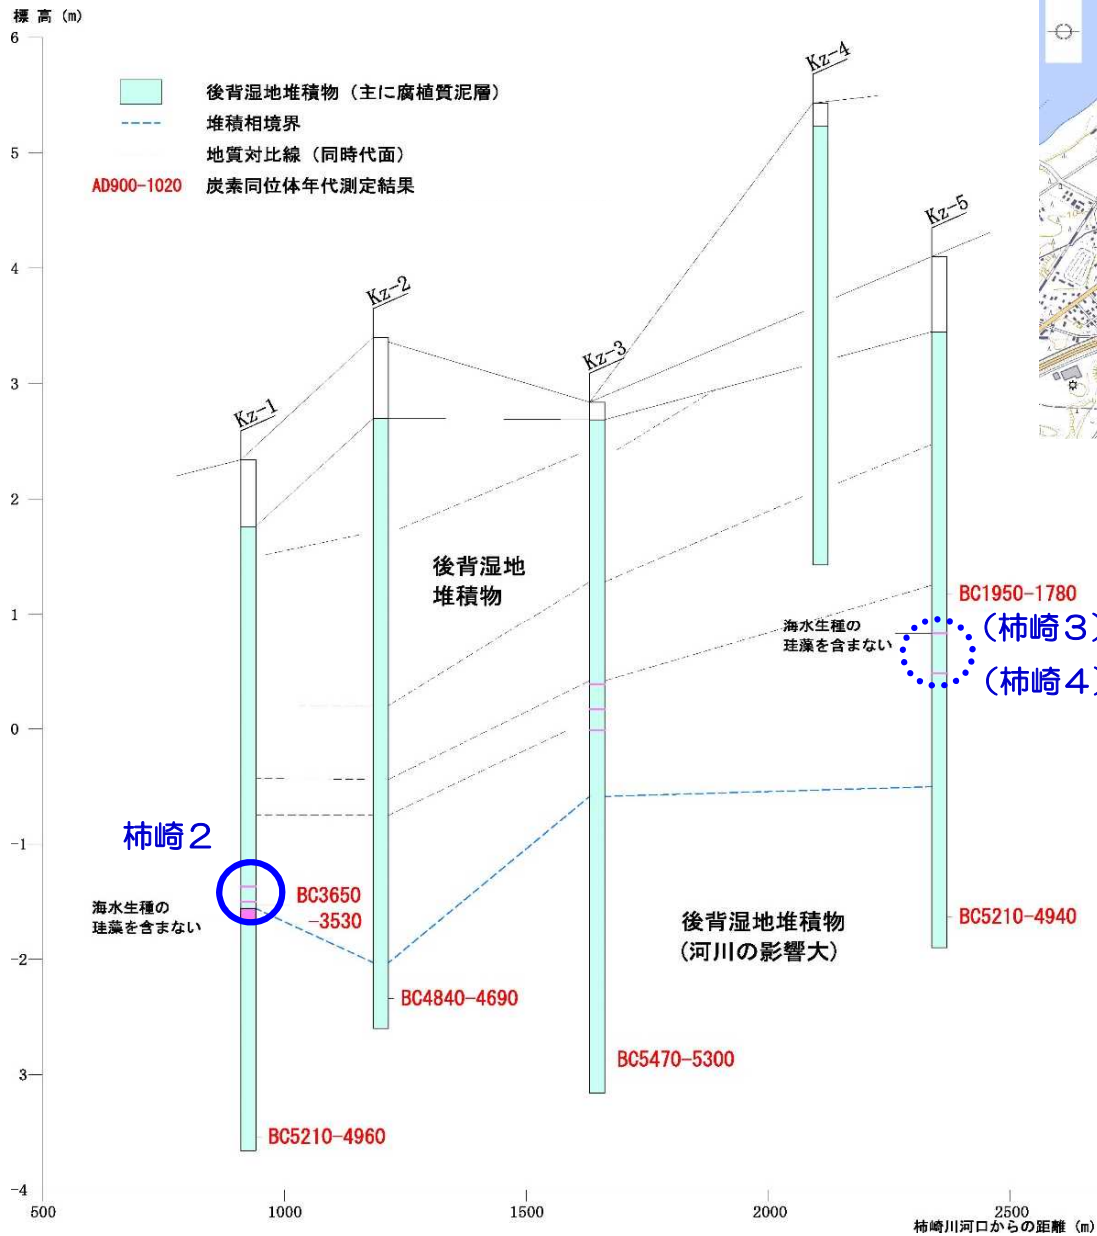 標 高 (m)
6
5
4
3
2
1
0
-1
-2
3
-4
後背湿地堆積物 (主に腐植質泥層)
堆積相境界
地質対比線 (同時代面)
AD900-1020 炭素同位体年代測定結果
Kz-4
Kz-5
Kz-2
Kz-3
Kz-1
後背湿地
堆積物
BC1950-1780
海水生種の
珪藻を含まない
(柿崎3)
(柿崎4)
柿崎2
BC3650
-3530
海水生種の
珪藻を含まない
後背湿地堆積物
(河川の影響大)
BC5210-4940
BC4840-4690
BC5470-5300
BC5210-4960
500
1000
1500
2000
2500
柿崎川河口からの距離 (m)